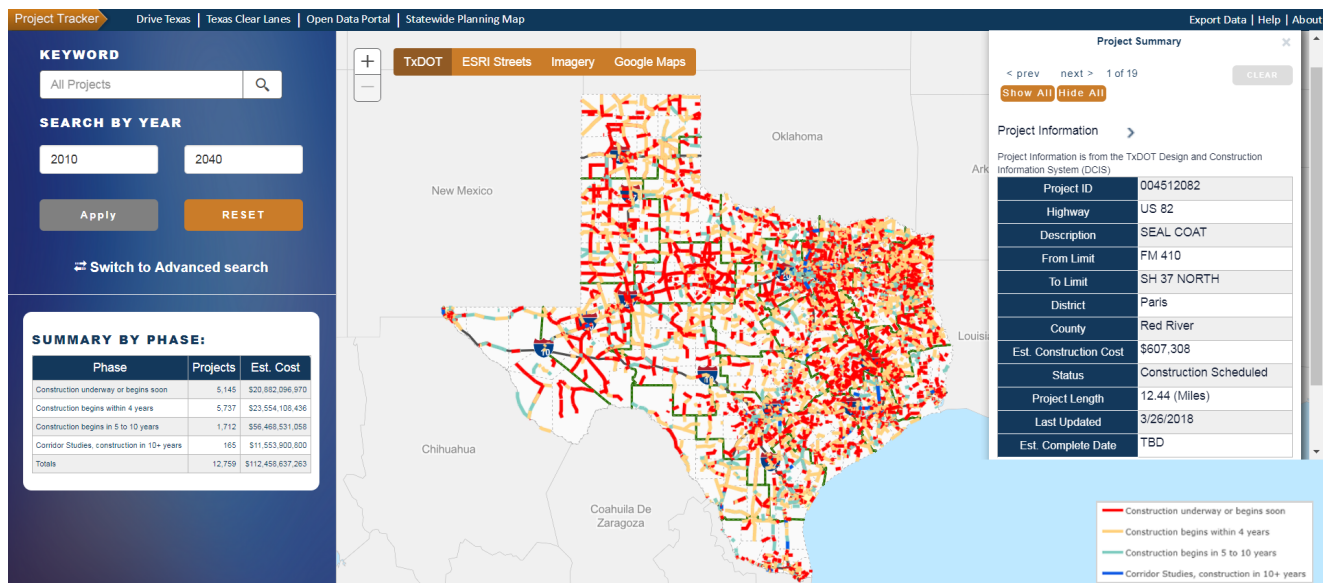 Project Tracker
Drive Texas | Texas Clear Lanes | Open Data Portal | Statewide Planning Map
Export Data | Help | About
KEYWORD
All Projects
SEARCH BY YEAR
2010 2040
Apply RESET
Switch to Advanced search
SUMMARY BY PHASE:
Phase Projects Est. Cost
Construction underway or begins soon 5,145 $20,882,096,970
Construction begins within 4 years 5,737 $23,554,108,436
Construction begins in 5 to 10 years 1,712 $56,468,531,058
Corridor Studies, construction in 10+ years 165 $11,553,900,800
Totals 12,759 $112,458,637,263
+
−
TxDOT ESRI Streets Imagery Google Maps
Oklahoma
New Mexico
Ark
Louisia
Chihuahua
Coahuila De
Zaragoza
Project Summary ×
< prev next > 1 of 19
CLEAR
Show All Hide All
Project Information >
Project Information is from the TxDOT Design and Construction
Information System (DCIS)
Project ID 004512082
Highway US 82
Description SEAL COAT
From Limit FM 410
To Limit SH 37 NORTH
District Paris
County Red River
Est. Construction Cost $607,308
Status Construction Scheduled
Project Length 12.44 (Miles)
Last Updated 3/26/2018
Est. Complete Date TBD
Construction underway or begins soon
Construction begins within 4 years
Construction begins in 5 to 10 years
Corridor Studies, construction in 10+ years